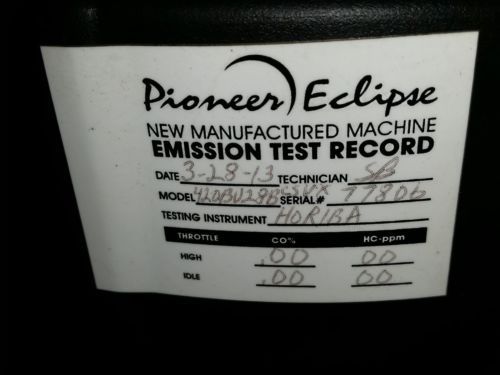 Pioneer Eclipse
NEW MANUFACTURED MACHINE
EMISSION TEST RECORD
DATE 3-28-13 TECHNICIAN SB
MODEL SERIAL# 77806
TESTING INSTRUMENT HORIBA
THROTTLE CO% HC-ppm
HIGH .00 00
IDLE .00 00